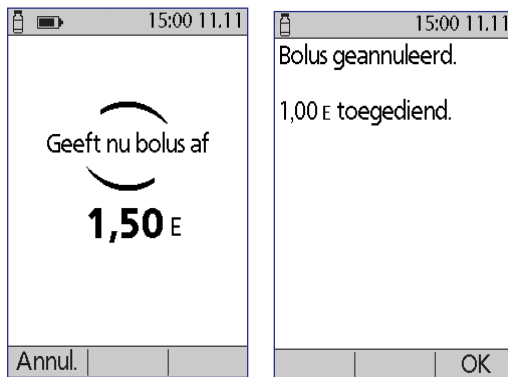 15:00 11.11
Geeft nu bolus af
1,50 E
Annul.
15:00 11.11
Bolus geannuleerd.
1,00 E toegediend.
OK